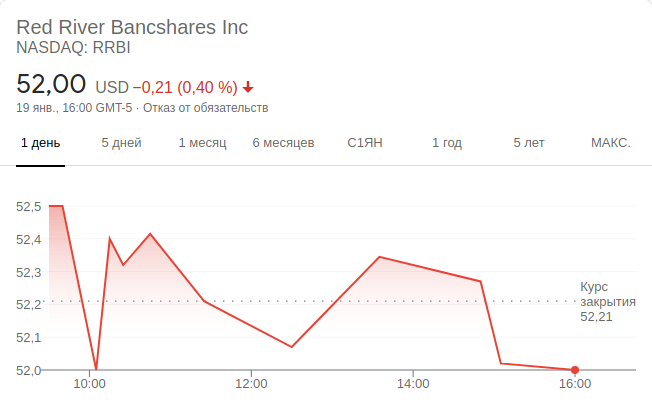 Red River Bancshares Inc
NASDAQ: RRBI
52,00 USD −0,21 (0,40 %)
19 янв., 16:00 GMT-5 · Отказ от обязательств
1 день 5 дней 1 месяц 6 месяцев С1ЯН 1 год 5 лет МАКС.
52,5
52,4
52,3
52,2
52,1
52,0
Курс
закрытия
52,21
10:00 12:00 14:00 16:00